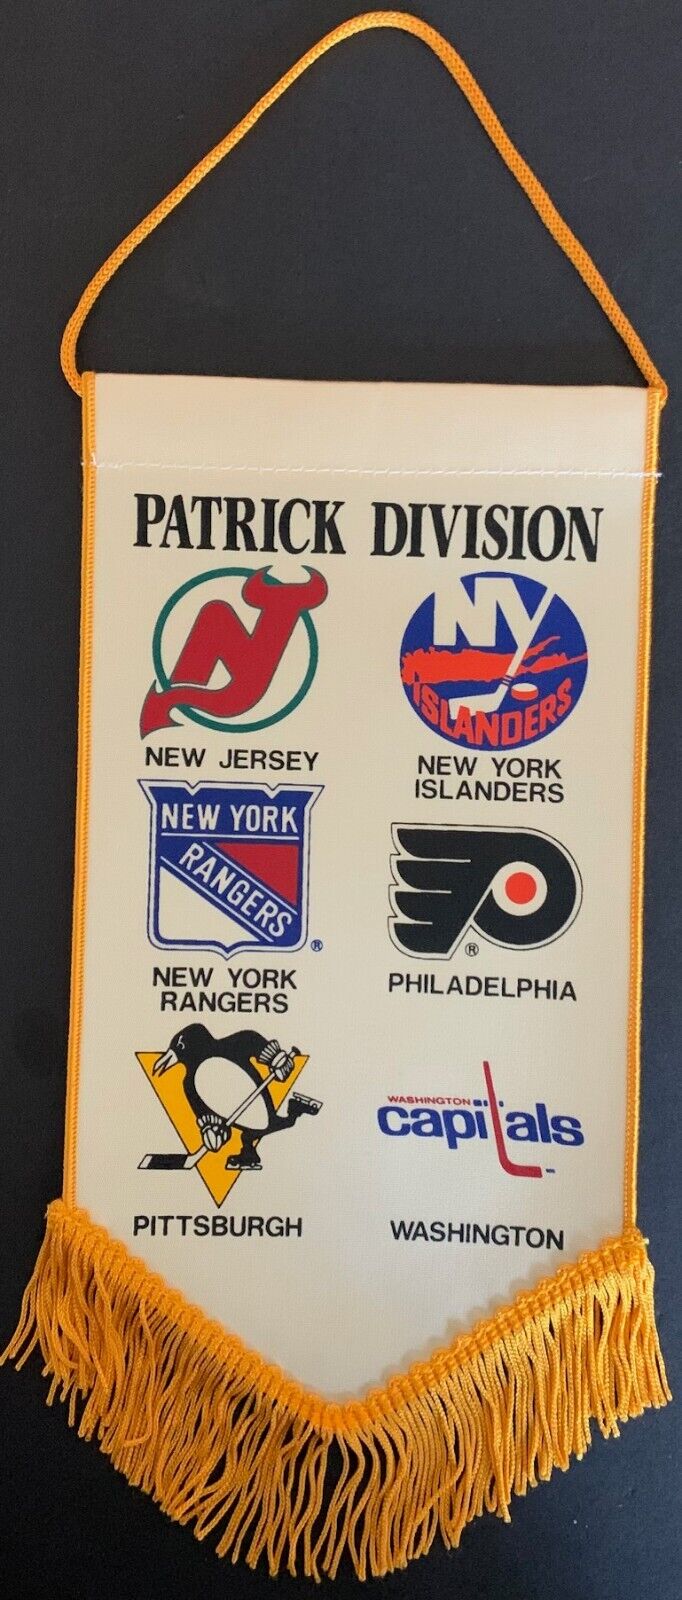 PATRICK DIVISION
NY
ISLANDERS
NEW JERSEY
NEW YORK
ISLANDERS
NEW YORK
RANGERS
®
®
NEW YORK
RANGERS
PHILADELPHIA
WASHINGTON
capitals
PITTSBURGH
WASHINGTON